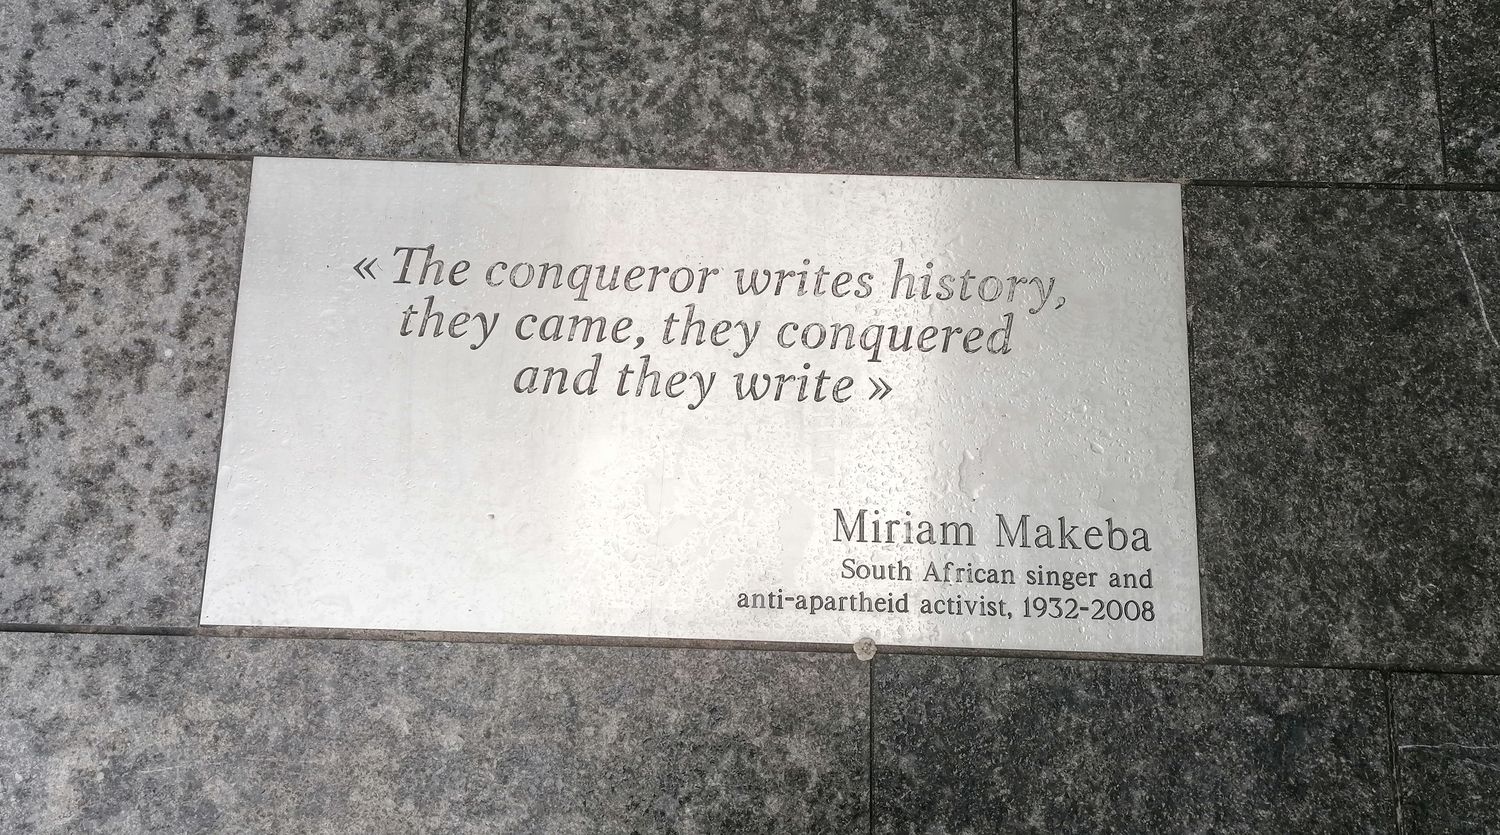 « The conqueror writes history,
they came, they conquered
and they write »
Miriam Makeba
South African singer and
anti-apartheid activist, 1932-2008